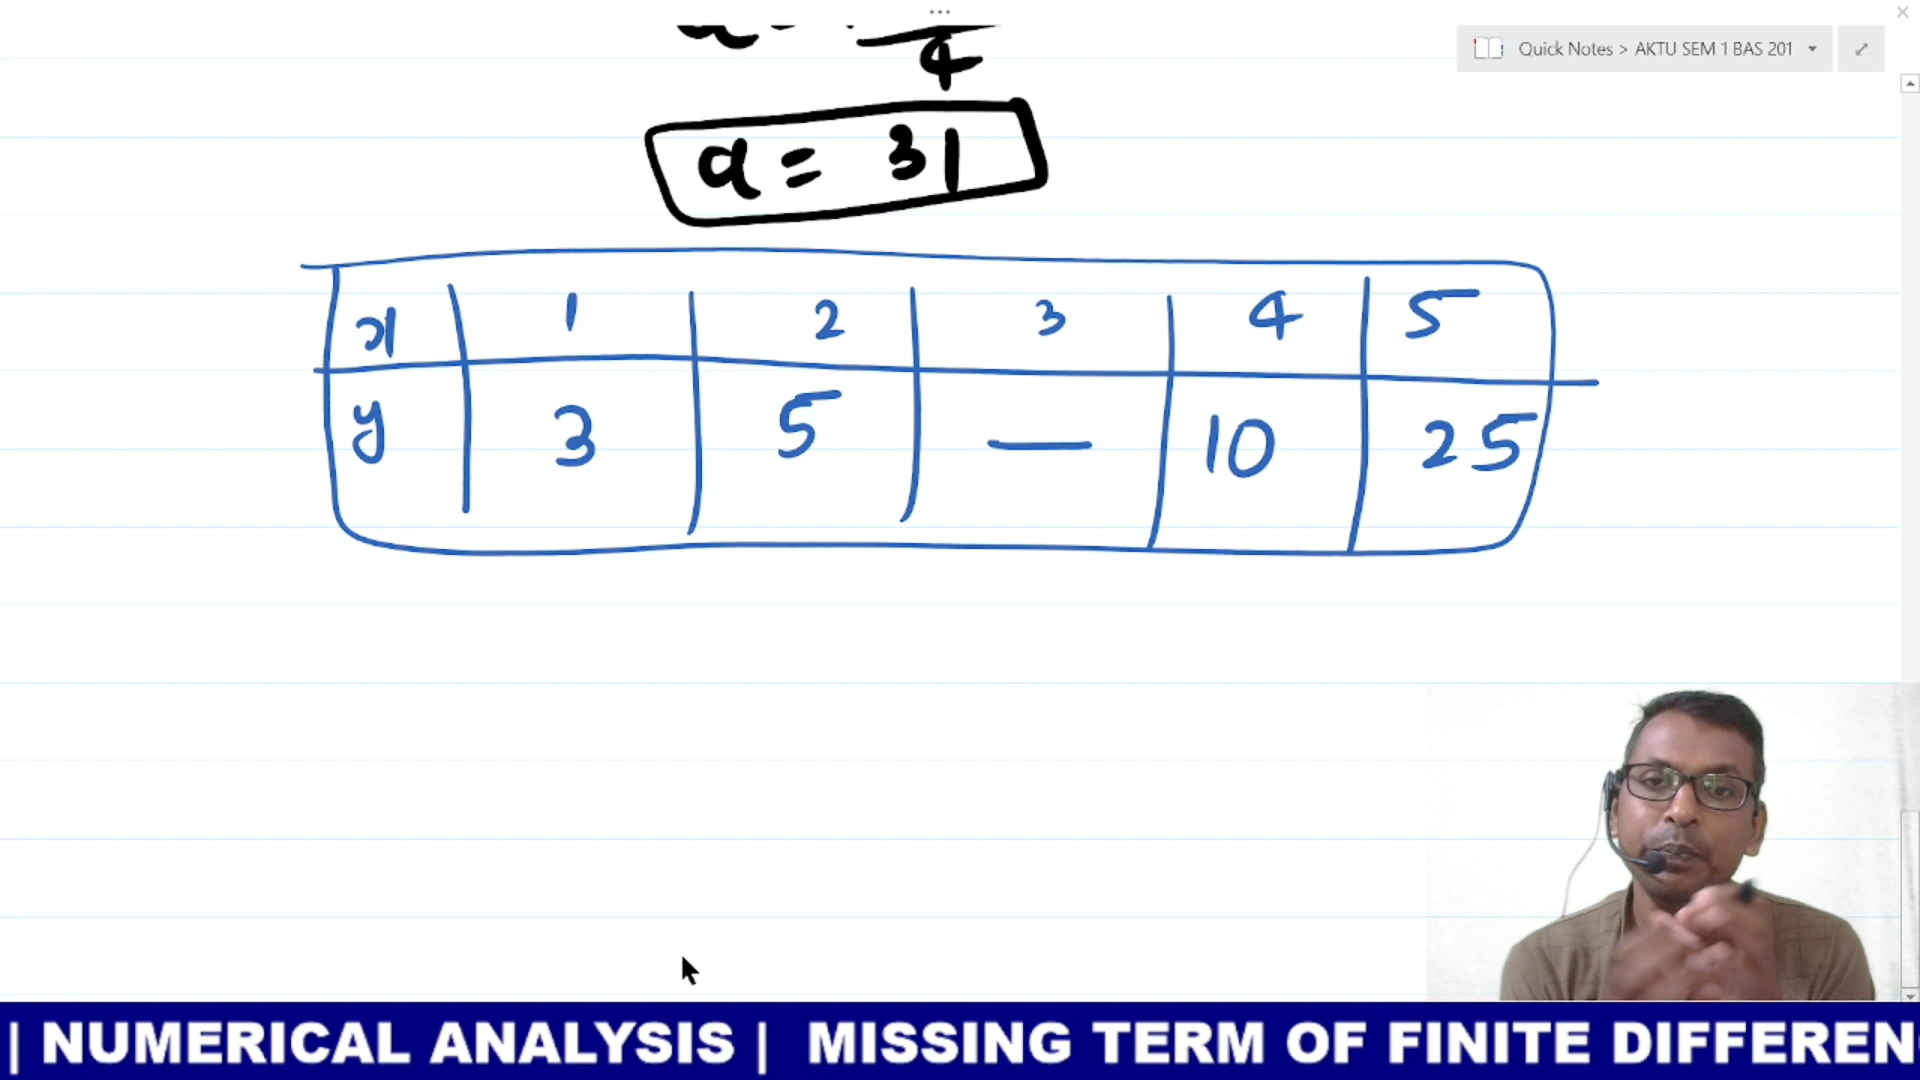 Quick Notes > AKTU SEM 1 BAS 201
4
a = 31
x 1 2 3 4 5
y 3 5 — 10 25
| NUMERICAL ANALYSIS | MISSING TERM OF FINITE DIFFEREN